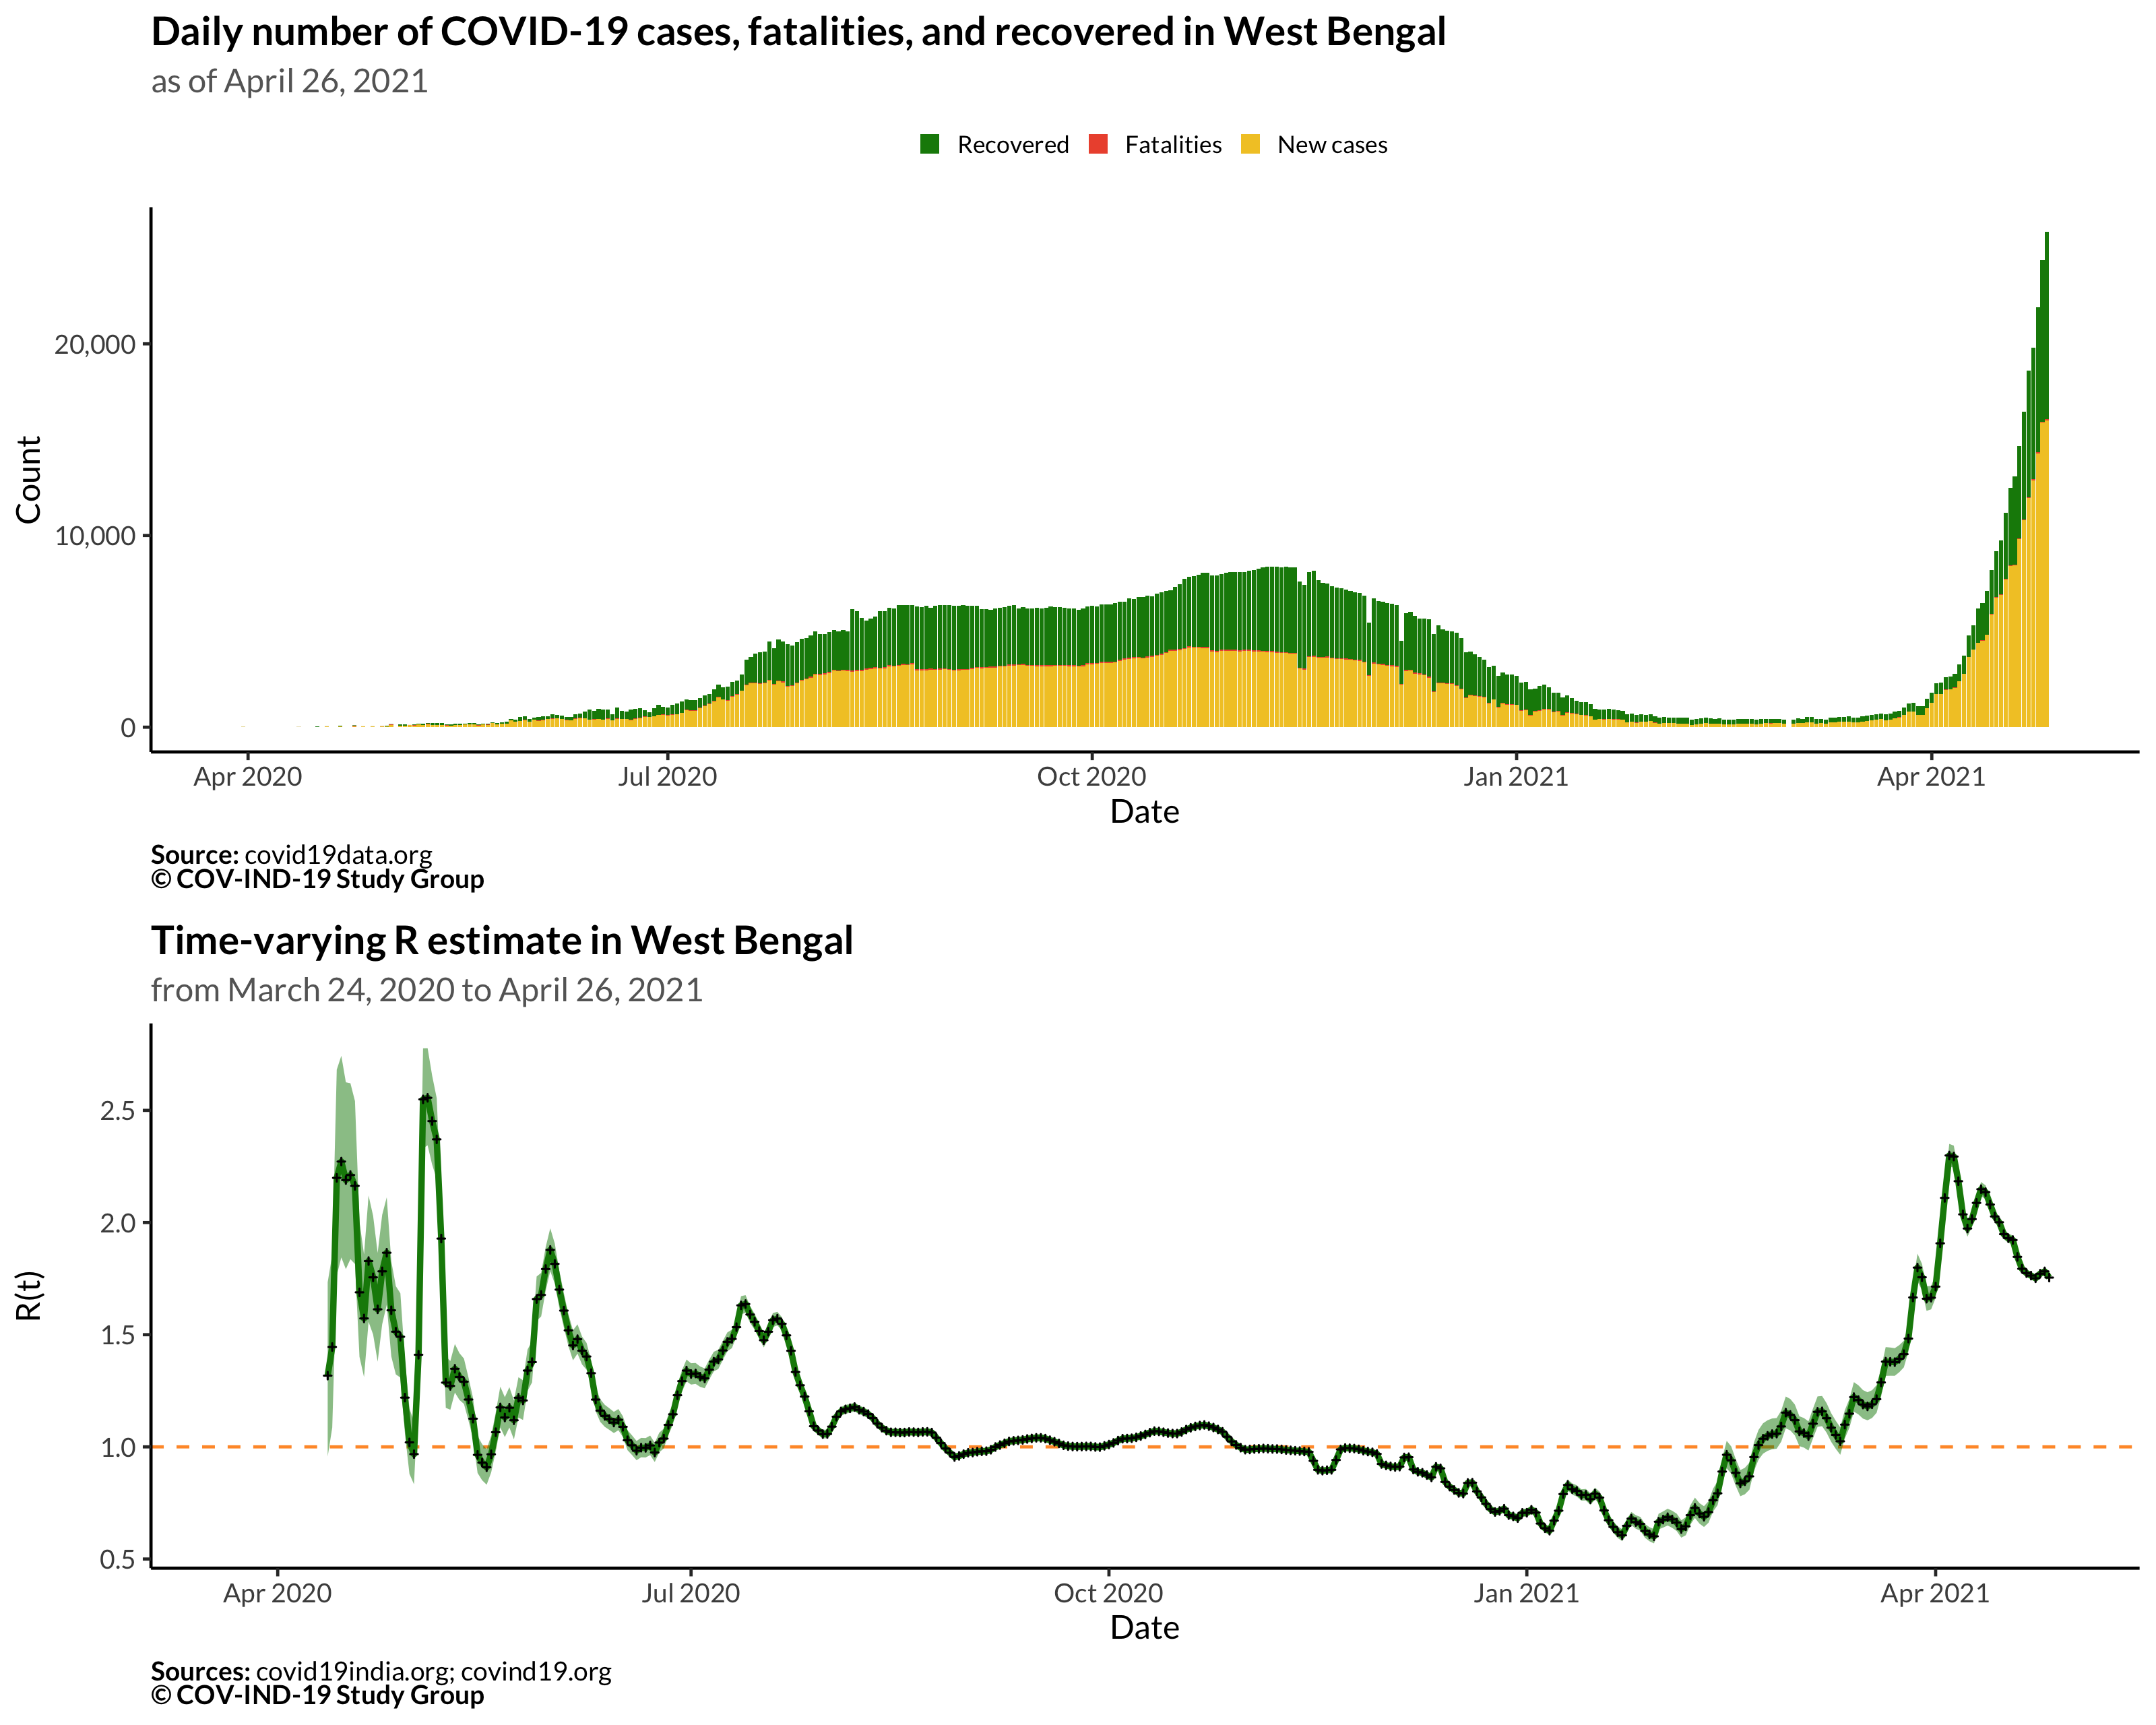 Daily number of COVID-19 cases, fatalities, and recovered in West Bengal
as of April 26, 2021
Recovered Fatalities New cases
Count
20,000
10,000
0
Apr 2020 Jul 2020 Oct 2020 Jan 2021 Apr 2021
Date
Source: covid19data.org
© COV-IND-19 Study Group
Time-varying R estimate in West Bengal
from March 24, 2020 to April 26, 2021
R(t)
2.5
2.0
1.5
1.0
0.5
Apr 2020 Jul 2020 Oct 2020 Jan 2021 Apr 2021
Date
Sources: covid19india.org; covind19.org
© COV-IND-19 Study Group